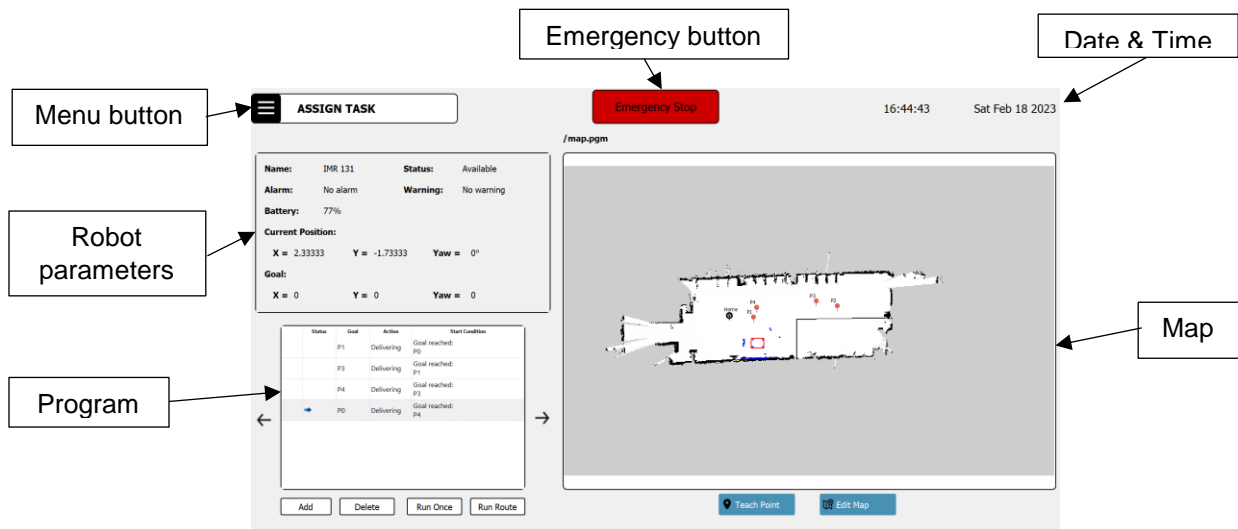 Emergency button
Date & Time
Menu button
ASSIGN TASK
Emergency Stop
16:44:43
Sat Feb 18 2023
/map.pgm
Name: IMR 131 Status: Available
Alarm: No alarm Warning: No warning
Battery: 77%
Current Position:
X = 2.33333 Y = -1.73333 Yaw = 0°
Goal:
X = 0 Y = 0 Yaw = 0
Robot
parameters
Home
P4
P1
P3
P2
Map
Status Goal Action Start Condition
P1 Delivering Goal reached:
P0
P3 Delivering Goal reached:
P1
P4 Delivering Goal reached:
P3
P0 Delivering Goal reached:
P4
Program
Add Delete Run Once Run Route
Teach Point
Edit Map